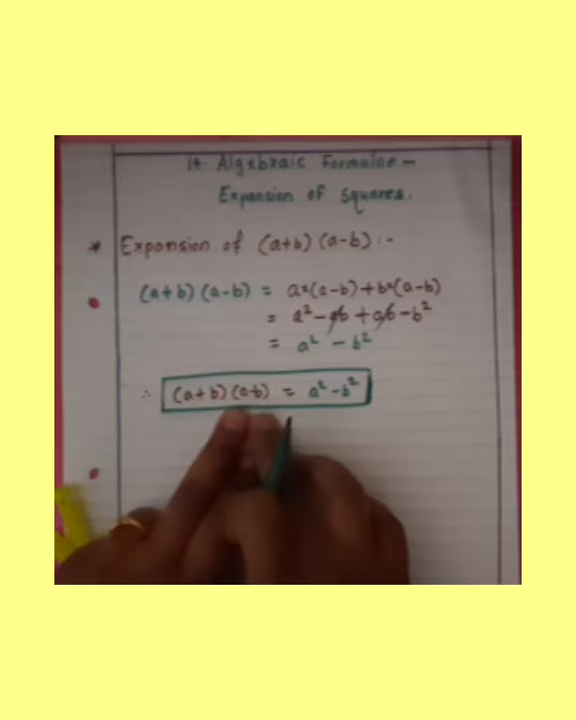 14. Algebraic Formulae -
Expansion of Squares.
* Expansion of (a+b) (a-b) :-
(a+b) (a-b) = a×(a-b)+b×(a-b)
= a² - ab + ab - b²
= a² - b²
∴ (a+b) (a-b) = a² - b²